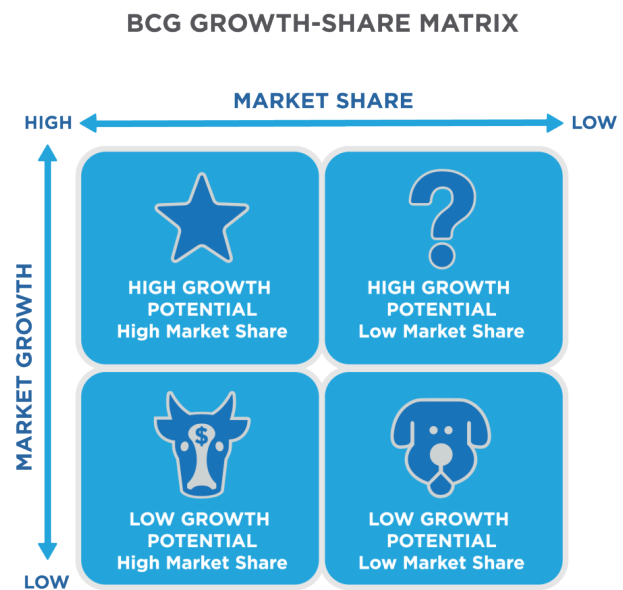 BCG GROWTH-SHARE MATRIX
MARKET SHARE
HIGH
LOW
MARKET GROWTH
HIGH GROWTH
POTENTIAL
High Market Share
HIGH GROWTH
POTENTIAL
Low Market Share
$
LOW GROWTH
POTENTIAL
High Market Share
LOW GROWTH
POTENTIAL
Low Market Share
LOW